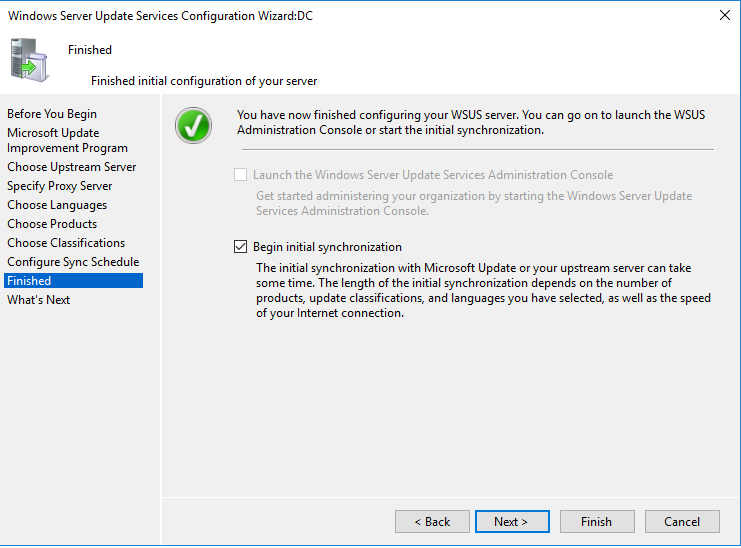 Windows Server Update Services Configuration Wizard:DC
Finished
Finished initial configuration of your server
Before You Begin
Microsoft Update
Improvement Program
Choose Upstream Server
Specify Proxy Server
Choose Languages
Choose Products
Choose Classifications
Configure Sync Schedule
Finished
What's Next
You have now finished configuring your WSUS server. You can go on to launch the WSUS
Administration Console or start the initial synchronization.
Launch the Windows Server Update Services Administration Console
Get started administering your organization by starting the Windows Server Update
Services Administration Console.
Begin initial synchronization
The initial synchronization with Microsoft Update or your upstream server can take
some time. The length of the initial synchronization depends on the number of
products, update classifications, and languages you have selected, as well as the speed
of your Internet connection.
< Back
Next >
Finish
Cancel